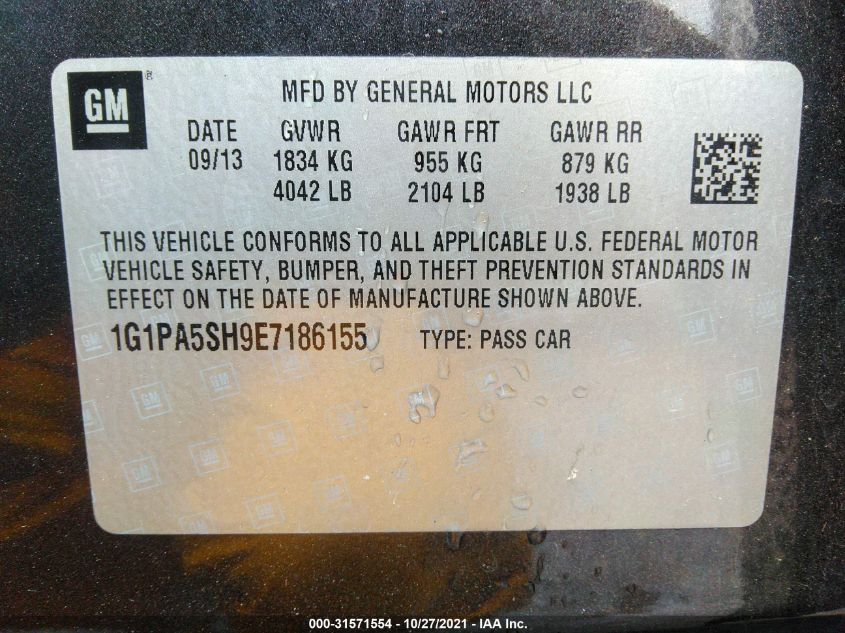 GM
MFD BY GENERAL MOTORS LLC
DATE GVWR GAWR FRT GAWR RR
09/13 1834 KG 955 KG 879 KG
4042 LB 2104 LB 1938 LB
THIS VEHICLE CONFORMS TO ALL APPLICABLE U.S. FEDERAL MOTOR
VEHICLE SAFETY, BUMPER, AND THEFT PREVENTION STANDARDS IN
EFFECT ON THE DATE OF MANUFACTURE SHOWN ABOVE.
1G1PA5SH9E7186155 TYPE: PASS CAR
000-31571554 - 10/27/2021 - IAA Inc.